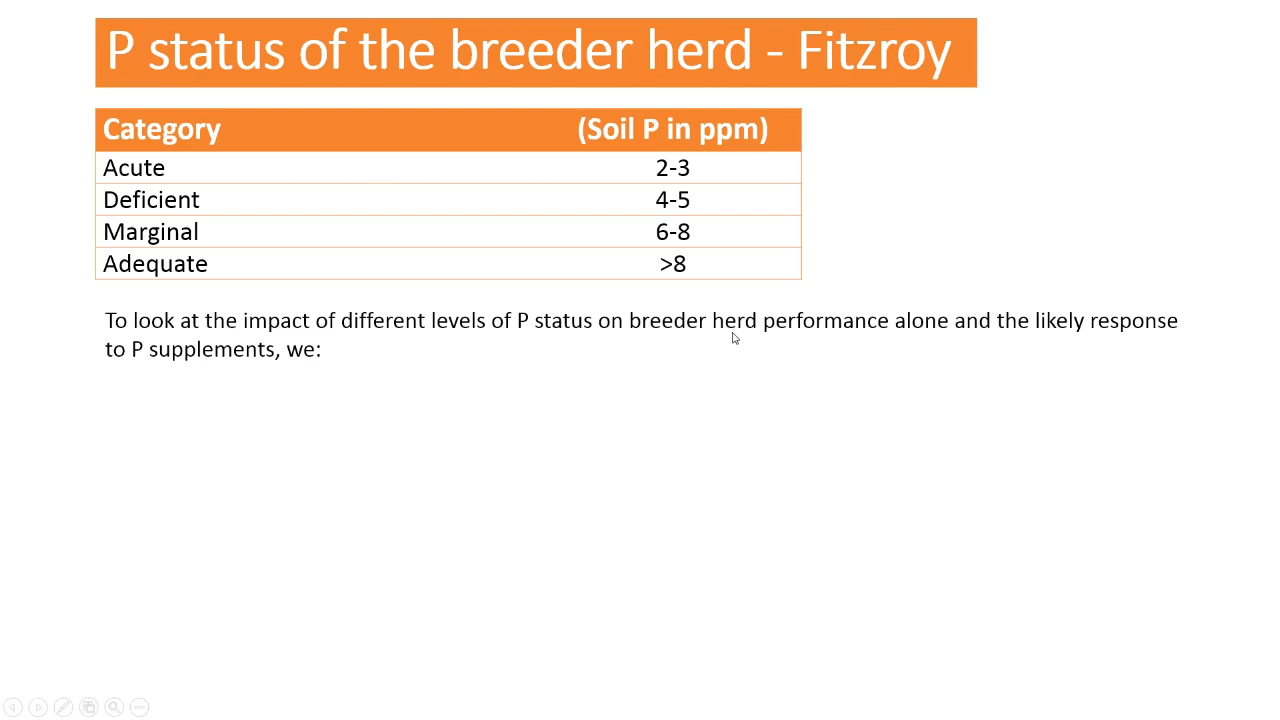 P status of the breeder herd - Fitzroy
Category (Soil P in ppm)
Acute 2-3
Deficient 4-5
Marginal 6-8
Adequate >8
To look at the impact of different levels of P status on breeder herd performance alone and the likely response
to P supplements, we: